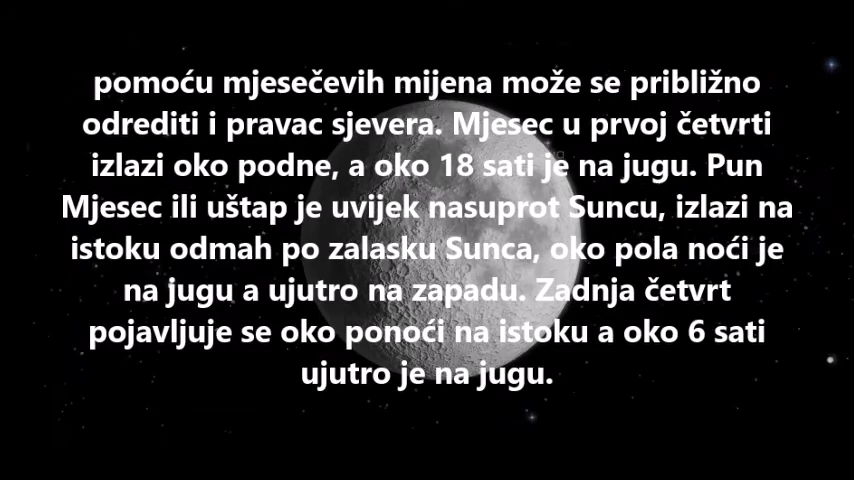 pomoću mjesečevih mijena može se približno
odrediti i pravac sjevera. Mjesec u prvoj četvrti
izlazi oko podne, a oko 18 sati je na jugu. Pun
Mjesec ili uštap je uvijek nasuprot Suncu, izlazi na
istoku odmah po zalasku Sunca, oko pola noći je
na jugu a ujutro na zapadu. Zadnja četvrt
pojavljuje se oko ponoći na istoku a oko 6 sati
ujutro je na jugu.